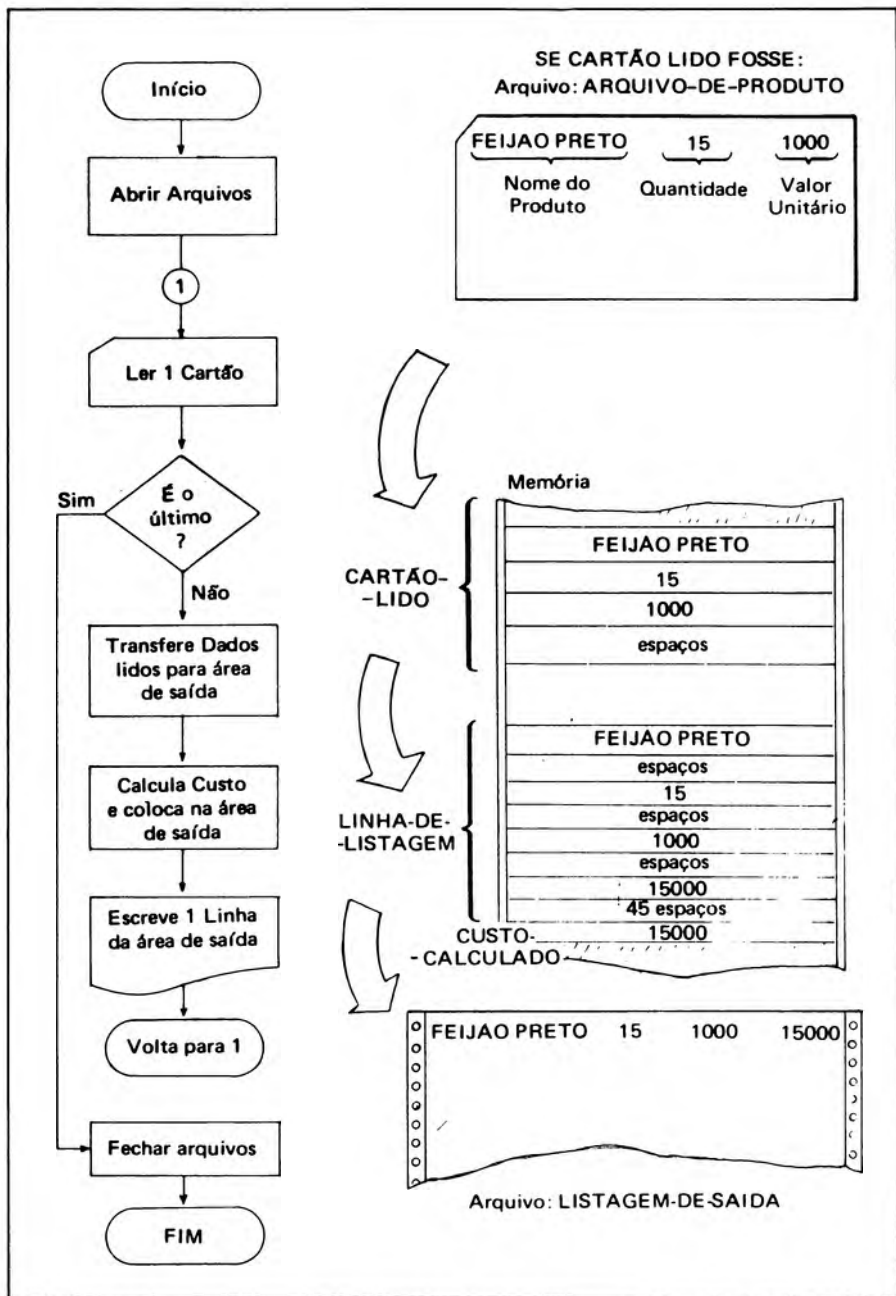 Início
Abrir Arquivos
1
Ler 1 Cartão
Sim
É o
último
?
Não
Transfere Dados
lidos para área
de saída
Calcula Custo
e coloca na área
de saída
Escreve 1 Linha
da área de saída
Volta para 1
Fechar arquivos
FIM
SE CARTÃO LIDO FOSSE:
Arquivo: ARQUIVO-DE-PRODUTO
FEIJAO PRETO 15 1000
Nome do
Produto
Quantidade
Valor
Unitário
Memória
CARTÃO-
-LIDO
FEIJAO PRETO
15
1000
espaços
LINHA-DE-
-LISTAGEM
FEIJAO PRETO
espaços
15
espaços
1000
espaços
15000
45 espaços
CUSTO-
-CALCULADO
15000
FEIJAO PRETO 15 1000 15000
Arquivo: LISTAGEM-DE-SAIDA